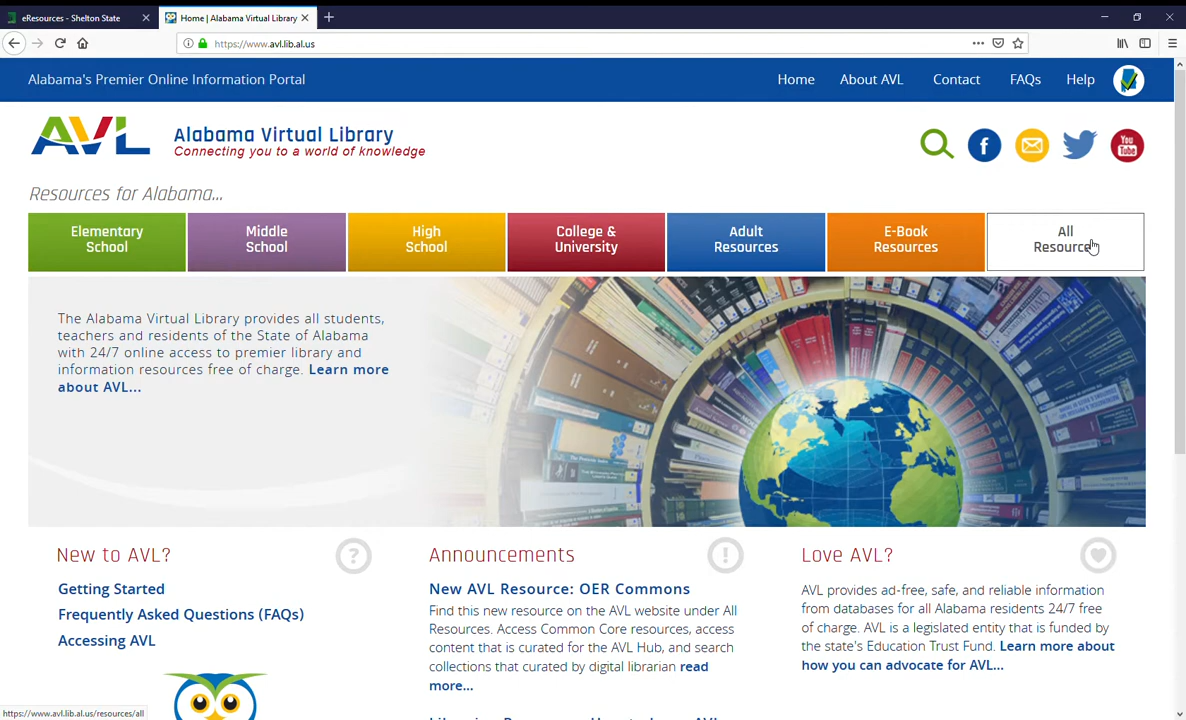 eResources - Shelton State
Home | Alabama Virtual Library
https://www.avl.lib.al.us
Alabama's Premier Online Information Portal
Home About AVL Contact FAQs Help
AVL
Alabama Virtual Library
Connecting you to a world of knowledge
You Tube
Resources for Alabama...
Elementary School
Middle School
High School
College & University
Adult Resources
E-Book Resources
All Resources
The Alabama Virtual Library provides all students,
teachers and residents of the State of Alabama
with 24/7 online access to premier library and
information resources free of charge. Learn more
about AVL...
New to AVL?
Getting Started
Frequently Asked Questions (FAQs)
Accessing AVL
Announcements
New AVL Resource: OER Commons
Find this new resource on the AVL website under All
Resources. Access Common Core resources, access
content that is curated for the AVL Hub, and search
collections that curated by digital librarian read
more...
Love AVL?
AVL provides ad-free, safe, and reliable information
from databases for all Alabama residents 24/7 free
of charge. AVL is a legislated entity that is funded by
the state's Education Trust Fund. Learn more about
how you can advocate for AVL...
https://www.avl.lib.al.us/resources/all